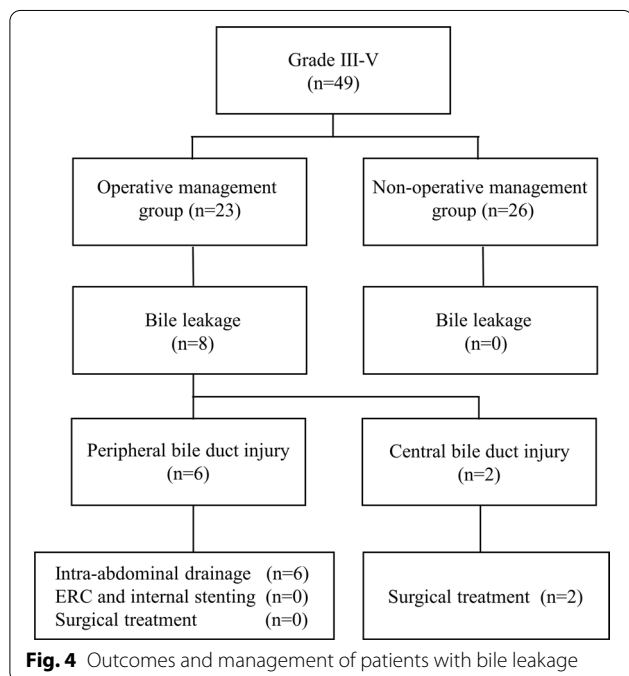 Grade III-V
(n=49)
Operative management
group (n=23)
Non-operative management
group (n=26)
Bile leakage
(n=8)
Bile leakage
(n=0)
Peripheral bile duct injury
(n=6)
Central bile duct injury
(n=2)
Intra-abdominal drainage (n=6)
ERC and internal stenting (n=0)
Surgical treatment (n=0)
Surgical treatment (n=2)
Fig. 4 Outcomes and management of patients with bile leakage